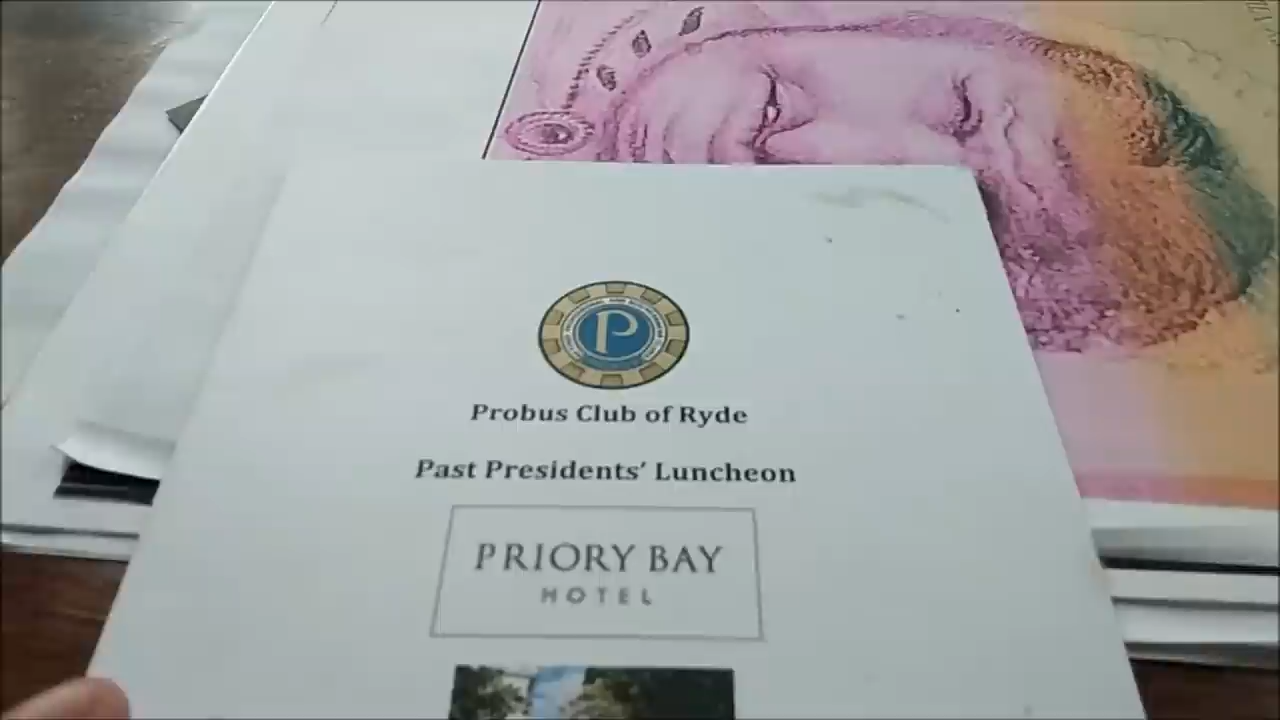 P
Probus Club of Ryde
Past Presidents' Luncheon
PRIORY BAY
HOTEL